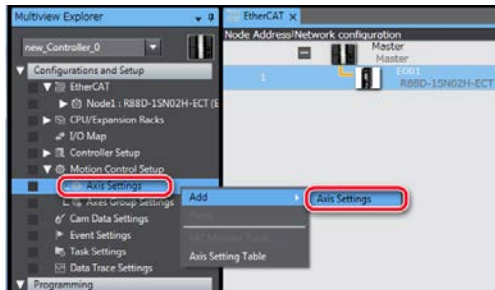 Multiview Explorer
EtherCAT
Node Address|Network configuration
new_Controller_0
Master
Master
Configurations and Setup
1
E001
R88D-1SN02H-ECT
EtherCAT
Node1 : R88D-1SN02H-ECT (E
CPU/Expansion Racks
I/O Map
Controller Setup
Motion Control Setup
Axis Settings
Add
Axis Settings
Axes Group Settings
Cam Data Settings
Event Settings
Axis Setting Table
Task Settings
Data Trace Settings
Programming